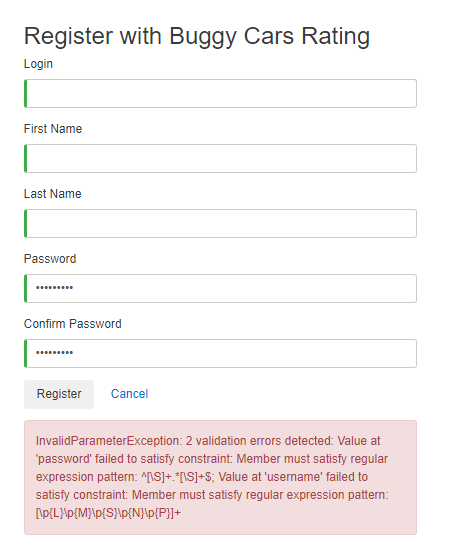 Register with Buggy Cars Rating
Login
First Name
Last Name
Password
•••••••••
Confirm Password
•••••••••
Register Cancel
InvalidParameterException: 2 validation errors detected: Value at
'password' failed to satisfy constraint: Member must satisfy regular
expression pattern: ^[\S]+.*[\S]+$; Value at 'username' failed to
satisfy constraint: Member must satisfy regular expression pattern:
[\p{L}\p{M}\p{S}\p{N}\p{P}]+